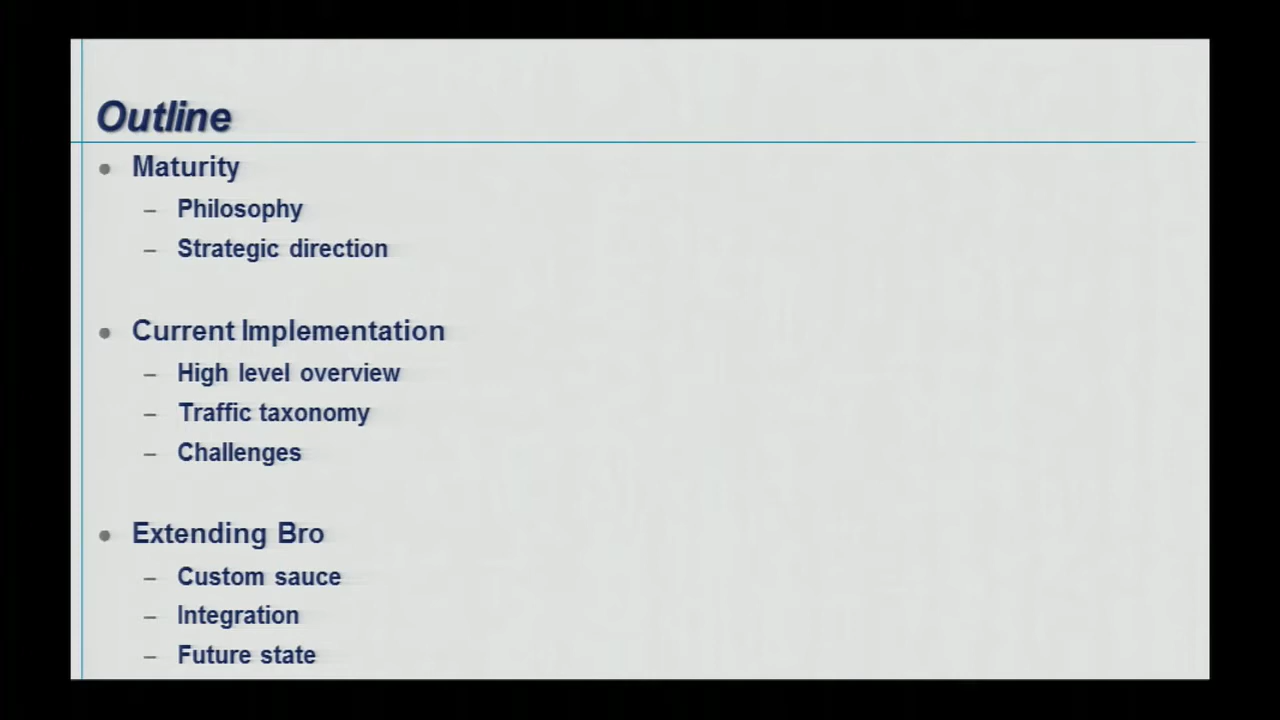 Outline
• Maturity
– Philosophy
– Strategic direction
• Current Implementation
– High level overview
– Traffic taxonomy
– Challenges
• Extending Bro
– Custom sauce
– Integration
– Future state